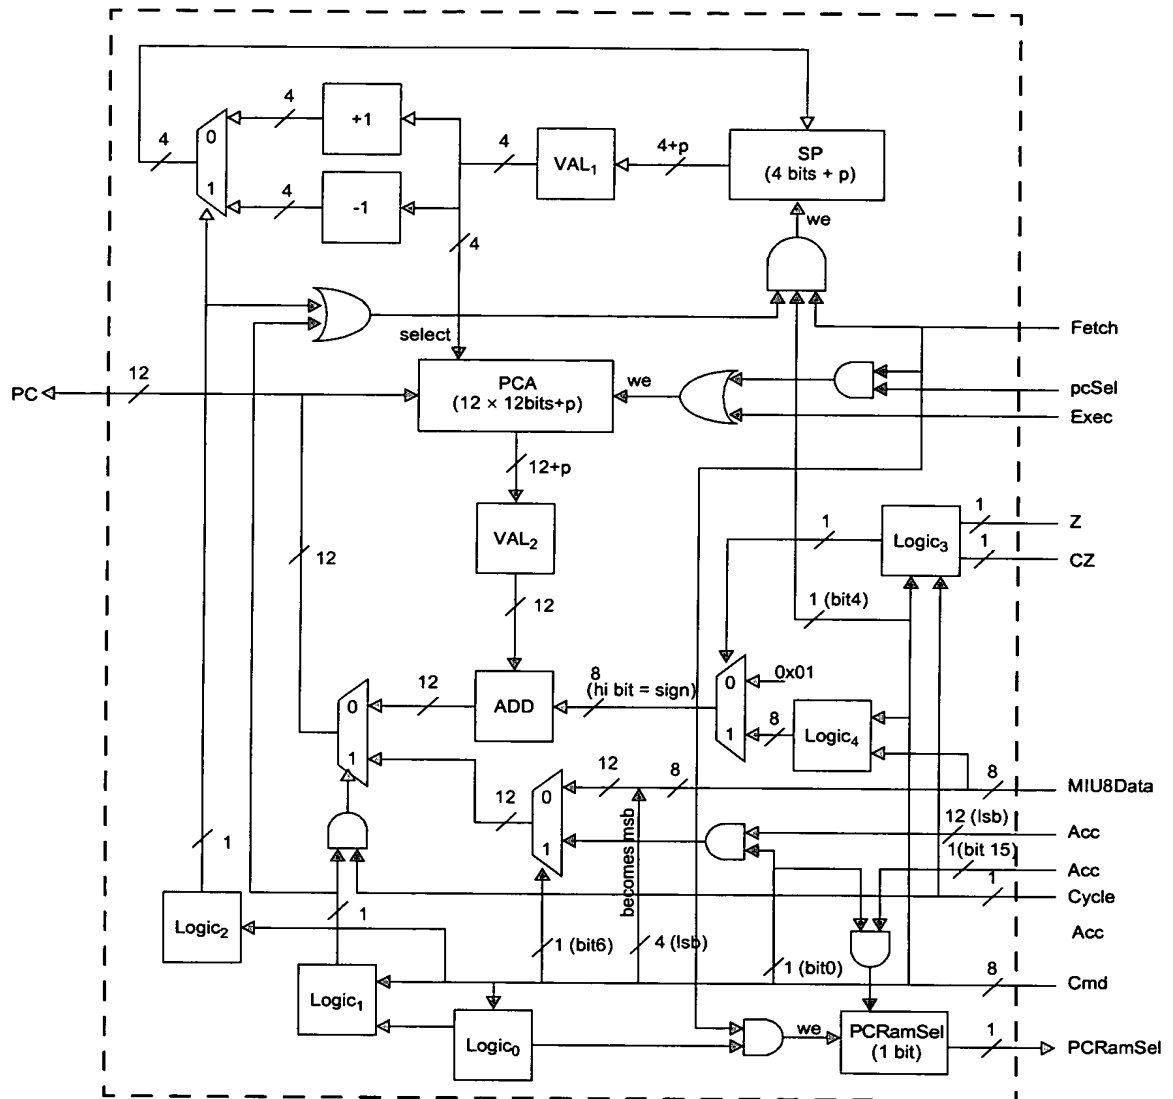 4
+1
0
4
1
4
-1
4
VAL1
4+p
SP
(4 bits + p)
4
we
select
Fetch
PC
12
PCA
(12 × 12bits+p)
we
pcSel
Exec
12+p
VAL2
12
12
1
Logic3
1
Z
1
CZ
1 (bit4)
0
1
0x01
8
(hi bit = sign)
ADD
12
0
1
8
Logic4
12
0
1
12
8
8
MIU8Data
becomes msb
12 (lsb)
Acc
1(bit 15)
Acc
1
Cycle
Acc
1
Logic2
1
1 (bit6)
4 (lsb)
1 (bit0)
8
Cmd
Logic1
Logic0
we
PCRamSel
(1 bit)
1
PCRamSel